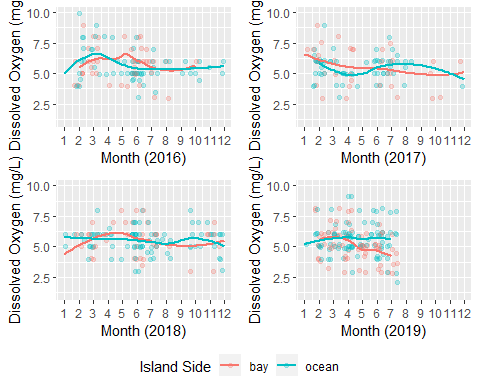 Dissolved Oxygen (mg/L)
10.0
7.5
5.0
2.5
1 2 3 4 5 6 7 8 9 12
Month (2016)
Dissolved Oxygen (mg/L)
10.0
7.5
5.0
2.5
1 2 3 4 5 6 7 8 9 10 12
Month (2017)
Dissolved Oxygen (mg/L)
10.0
7.5
5.0
2.5
1 2 3 4 5 6 7 8 9 10 12
Month (2018)
Dissolved Oxygen (mg/L)
10.0
7.5
5.0
2.5
1 2 3 4 5 6 7 8 9 10 12
Month (2019)
Island Side bay ocean